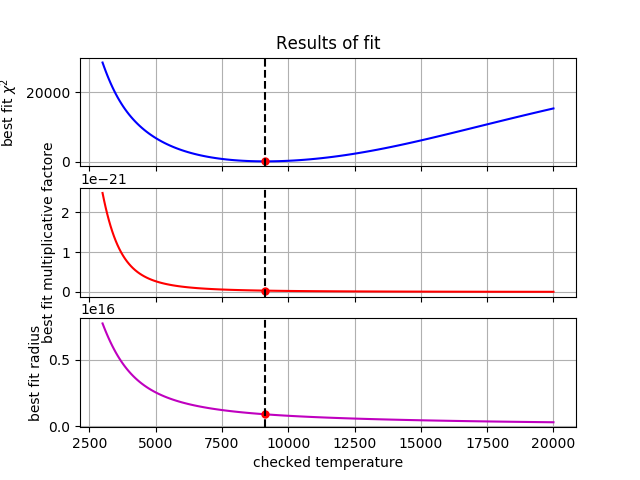 Results of fit
best fit χ²
20000
0
1e−21
best fit multiplicative factore
2
1
0
1e16
best fit radius
0.5
0.0
2500 5000 7500 10000 12500 15000 17500 20000
checked temperature